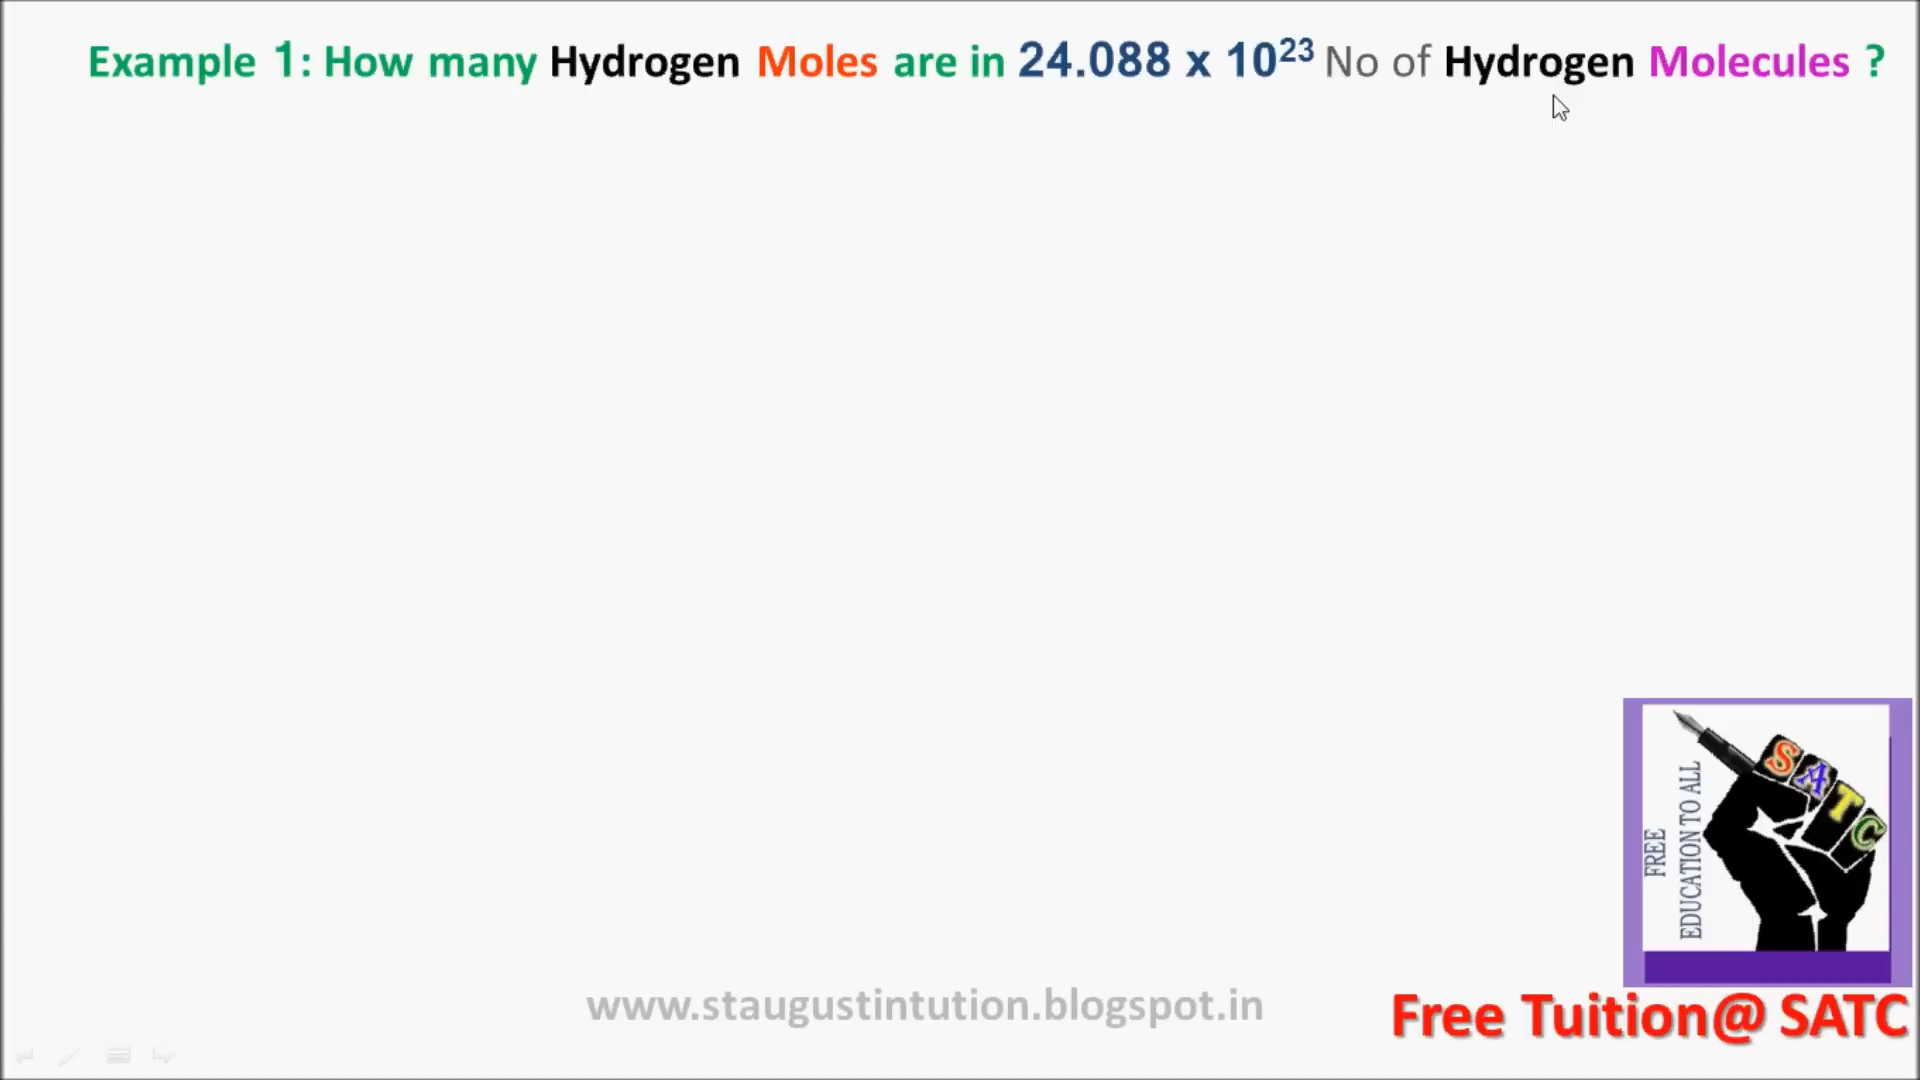 Example 1: How many Hydrogen Moles are in 24.088 x 10²³ No of Hydrogen Molecules ?
SATC
FREE
EDUCATION TO ALL
www.staugustintution.blogspot.in
Free Tuition@ SATC